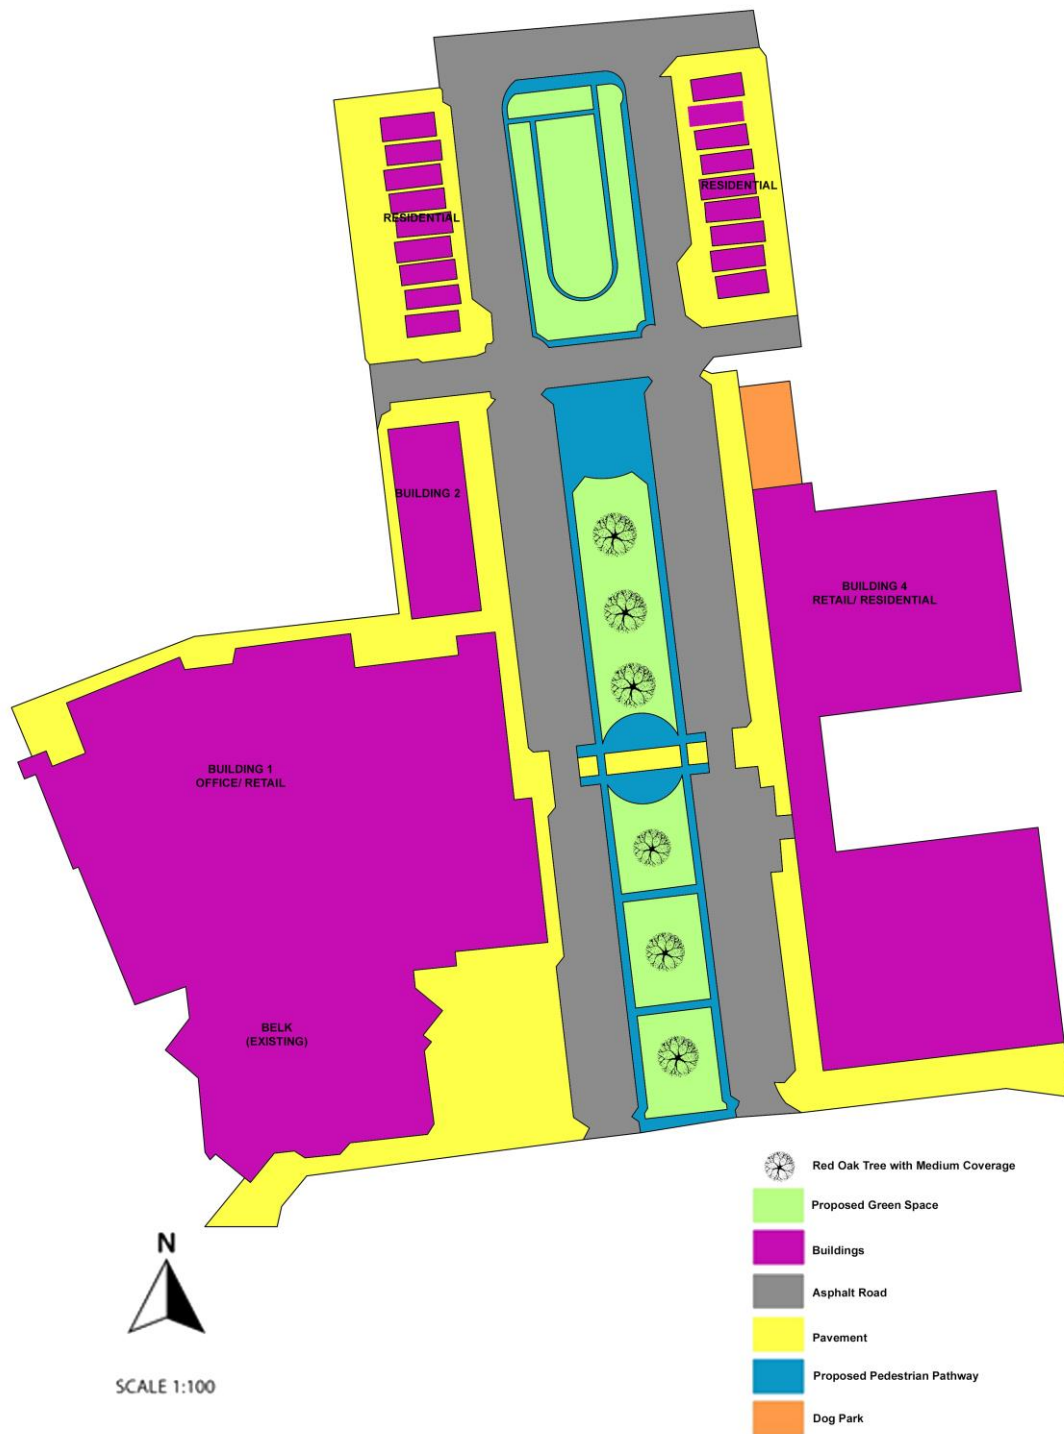 RESIDENTIAL
RESIDENTIAL
BUILDING 2
BUILDING 4
RETAIL/ RESIDENTIAL
BUILDING 1
OFFICE/ RETAIL
BELK
(EXISTING)
Red Oak Tree with Medium Coverage
Proposed Green Space
Buildings
Asphalt Road
Pavement
Proposed Pedestrian Pathway
Dog Park
N
SCALE 1:100